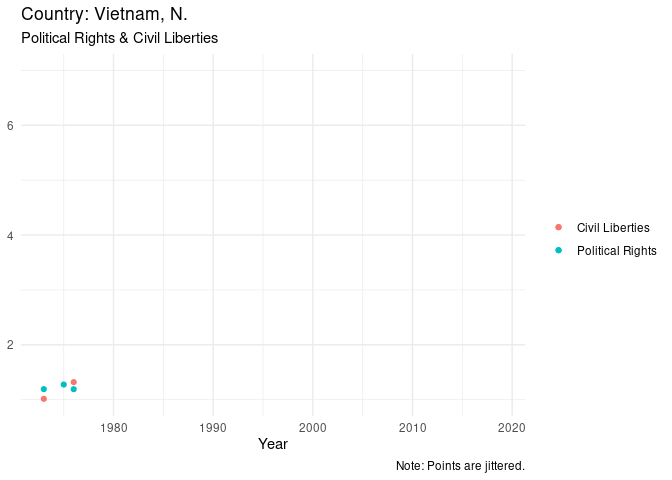 Country: Vietnam, N.
Political Rights & Civil Liberties
6
4
2
Civil Liberties
Political Rights
1980 1990 2000 2010 2020
Year
Note: Points are jittered.